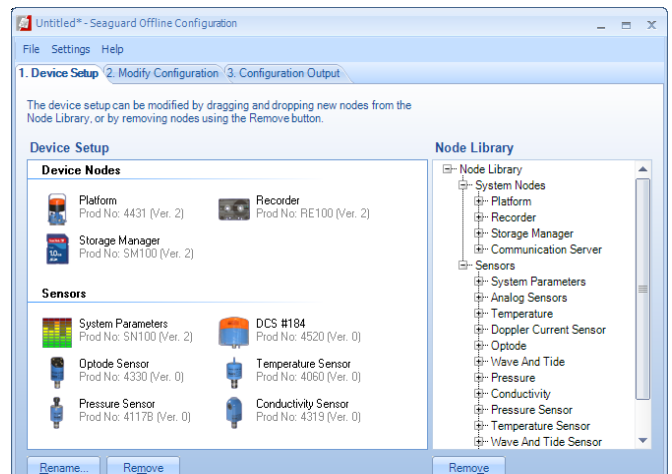 Untitled* - Seaguard Offline Configuration
File Settings Help
1. Device Setup 2. Modify Configuration 3. Configuration Output
The device setup can be modified by dragging and dropping new nodes from the
Node Library, or by removing nodes using the Remove button.
Device Setup
Device Nodes
Platform
Prod No: 4431 (Ver. 2)
Recorder
Prod No: RE100 (Ver. 2)
Storage Manager
Prod No: SM100 (Ver. 2)
Sensors
System Parameters
Prod No: SN100 (Ver. 2)
DCS #184
Prod No: 4520 (Ver. 0)
Optode Sensor
Prod No: 4330 (Ver. 0)
Temperature Sensor
Prod No: 4060 (Ver. 0)
Pressure Sensor
Prod No: 4117B (Ver. 0)
Conductivity Sensor
Prod No: 4319 (Ver. 0)
Rename... Remove
Node Library
Node Library
System Nodes
Platform
Recorder
Storage Manager
Communication Server
Sensors
System Parameters
Analog Sensors
Temperature
Doppler Current Sensor
Optode
Wave And Tide
Pressure
Conductivity
Pressure Sensor
Temperature Sensor
Wave And Tide Sensor
Remove